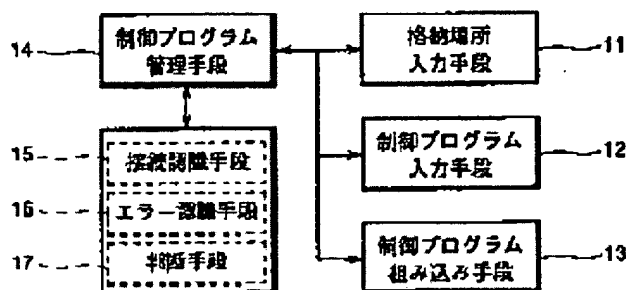 14
制御プログラム
管理手段
格納場所
入力手段
11
15
接続認識手段
制御プログラム
入力手段
12
16
エラー認識手段
17
判断手段
制御プログラム
組み込み手段
13